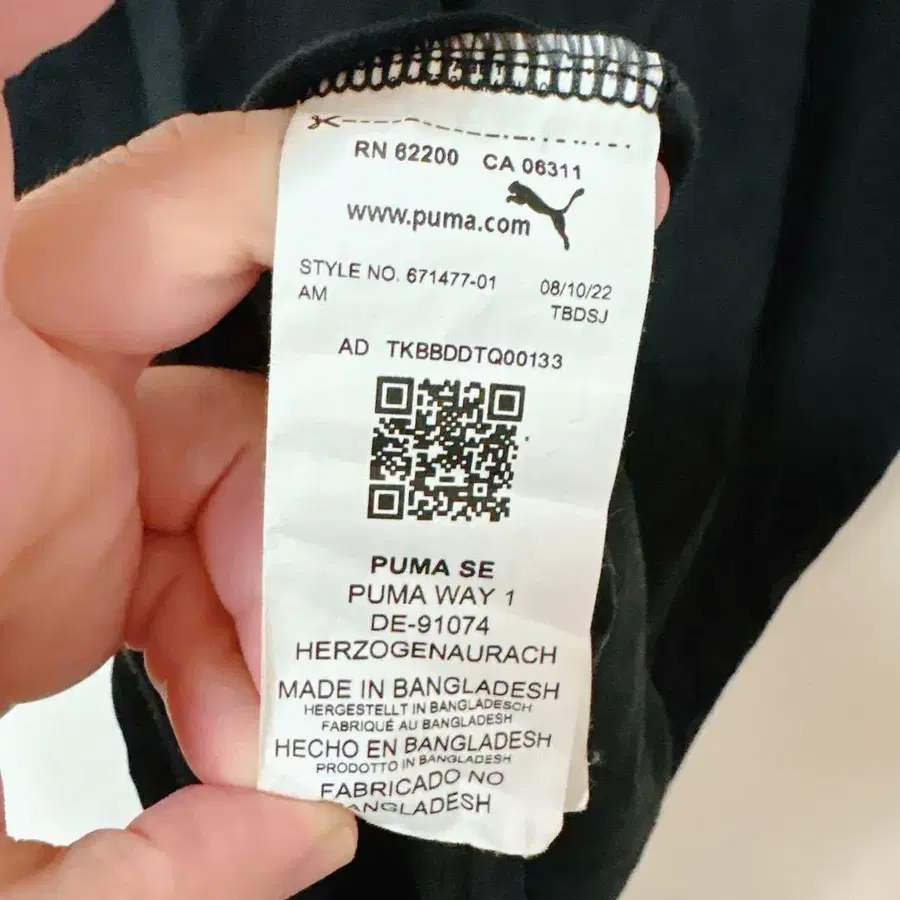 RN 62200 CA 06311
www.puma.com
STYLE NO. 671477-01 08/10/22
AM TBDSJ
AD TKBBDDTQ00133
PUMA SE
PUMA WAY 1
DE-91074
HERZOGENAURACH
MADE IN BANGLADESH
HERGESTELLT IN BANGLADESCH
FABRIQUÉ AU BANGLADESH
HECHO EN BANGLADESH
PRODOTTO IN BANGLADESH
FABRICADO NO
ANGLADESH